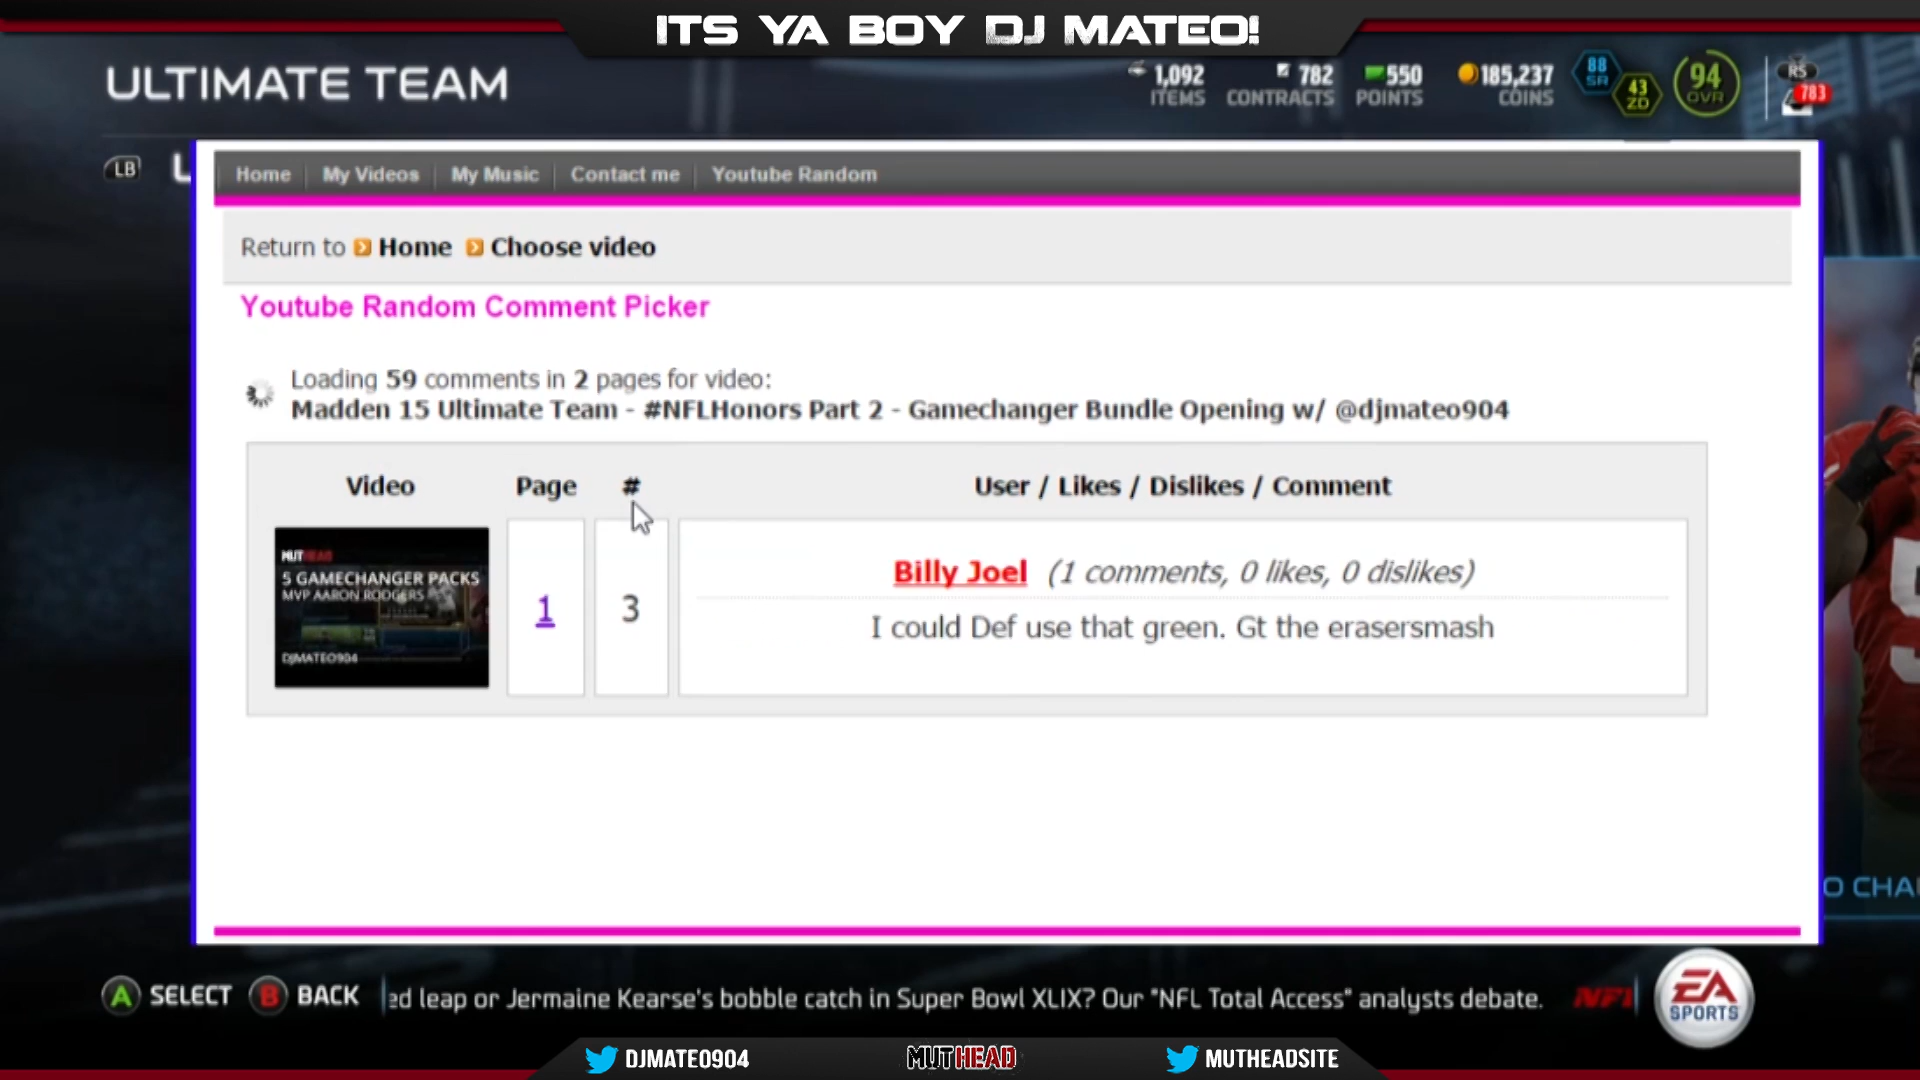 ITS YA BOY DJ MATEO!
ULTIMATE TEAM
1,092 ITEMS
782 CONTRACTS
550 POINTS
185,237 COINS
88 SR
43 ZD
94 OVR
RS
783
LB
Home My Videos My Music Contact me Youtube Random
Return to Home Choose video
Youtube Random Comment Picker
Loading 59 comments in 2 pages for video:
Madden 15 Ultimate Team - #NFLHonors Part 2 - Gamechanger Bundle Opening w/ @djmateo904
Video Page # User / Likes / Dislikes / Comment
MUTHEAD
5 GAMECHANGER PACKS
MVP AARON RODGERS
DJMATEO904
1
3
Billy Joel (1 comments, 0 likes, 0 dislikes)
I could Def use that green. Gt the erasersmash
O CHA
A SELECT B BACK
ed leap or Jermaine Kearse's bobble catch in Super Bowl XLIX? Our "NFL Total Access" analysts debate.
EA SPORTS
DJMATEO904 MUTHEAD MUTHEADSITE